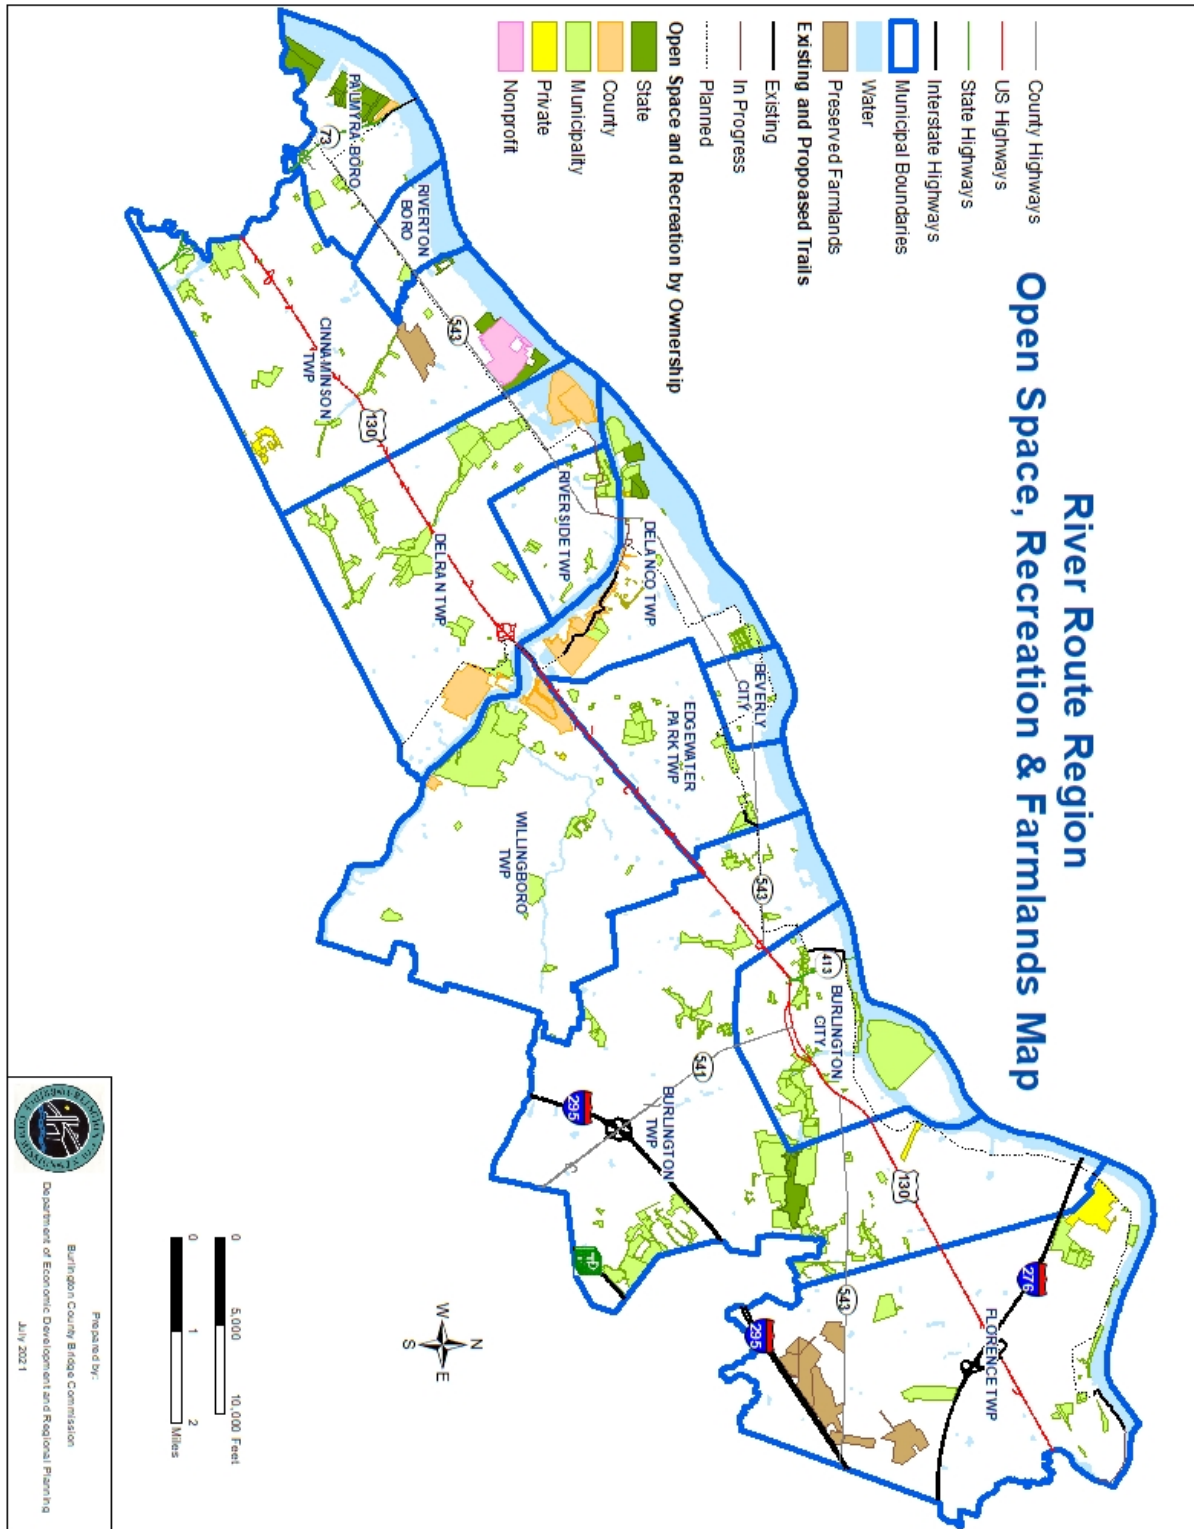 River Route Region
Open Space, Recreation & Farmlands Map
County Highways
US Highways
State Highways
Interstate Highways
Municipal Boundaries
Water
Preserved Farmlands
Existing and Propoased Trails
Existing
In Progress
Planned
Open Space and Recreation by Ownership
State
County
Municipality
Private
Nonprofit
PALMYRA BORO
73
RIVERTON
BORO
543
CINNAMINSON
TWP
130
RIVERSIDE TWP
DELRAN TWP
DELANCO TWP
BEVERLY
CITY
EDGEWATER
PARK TWP
WILLINGBORO
TWP
543
413
BURLINGTON
CITY
541
BURLINGTON
TWP
295
130
276
543
295
FLORENCE TWP
N
W
E
S
0
5,000
10,000 Feet
0
1
2
Miles
Prepared by:
Burlington County Bridge Commission
Department of Economic Development and Regional Planning
July 2021